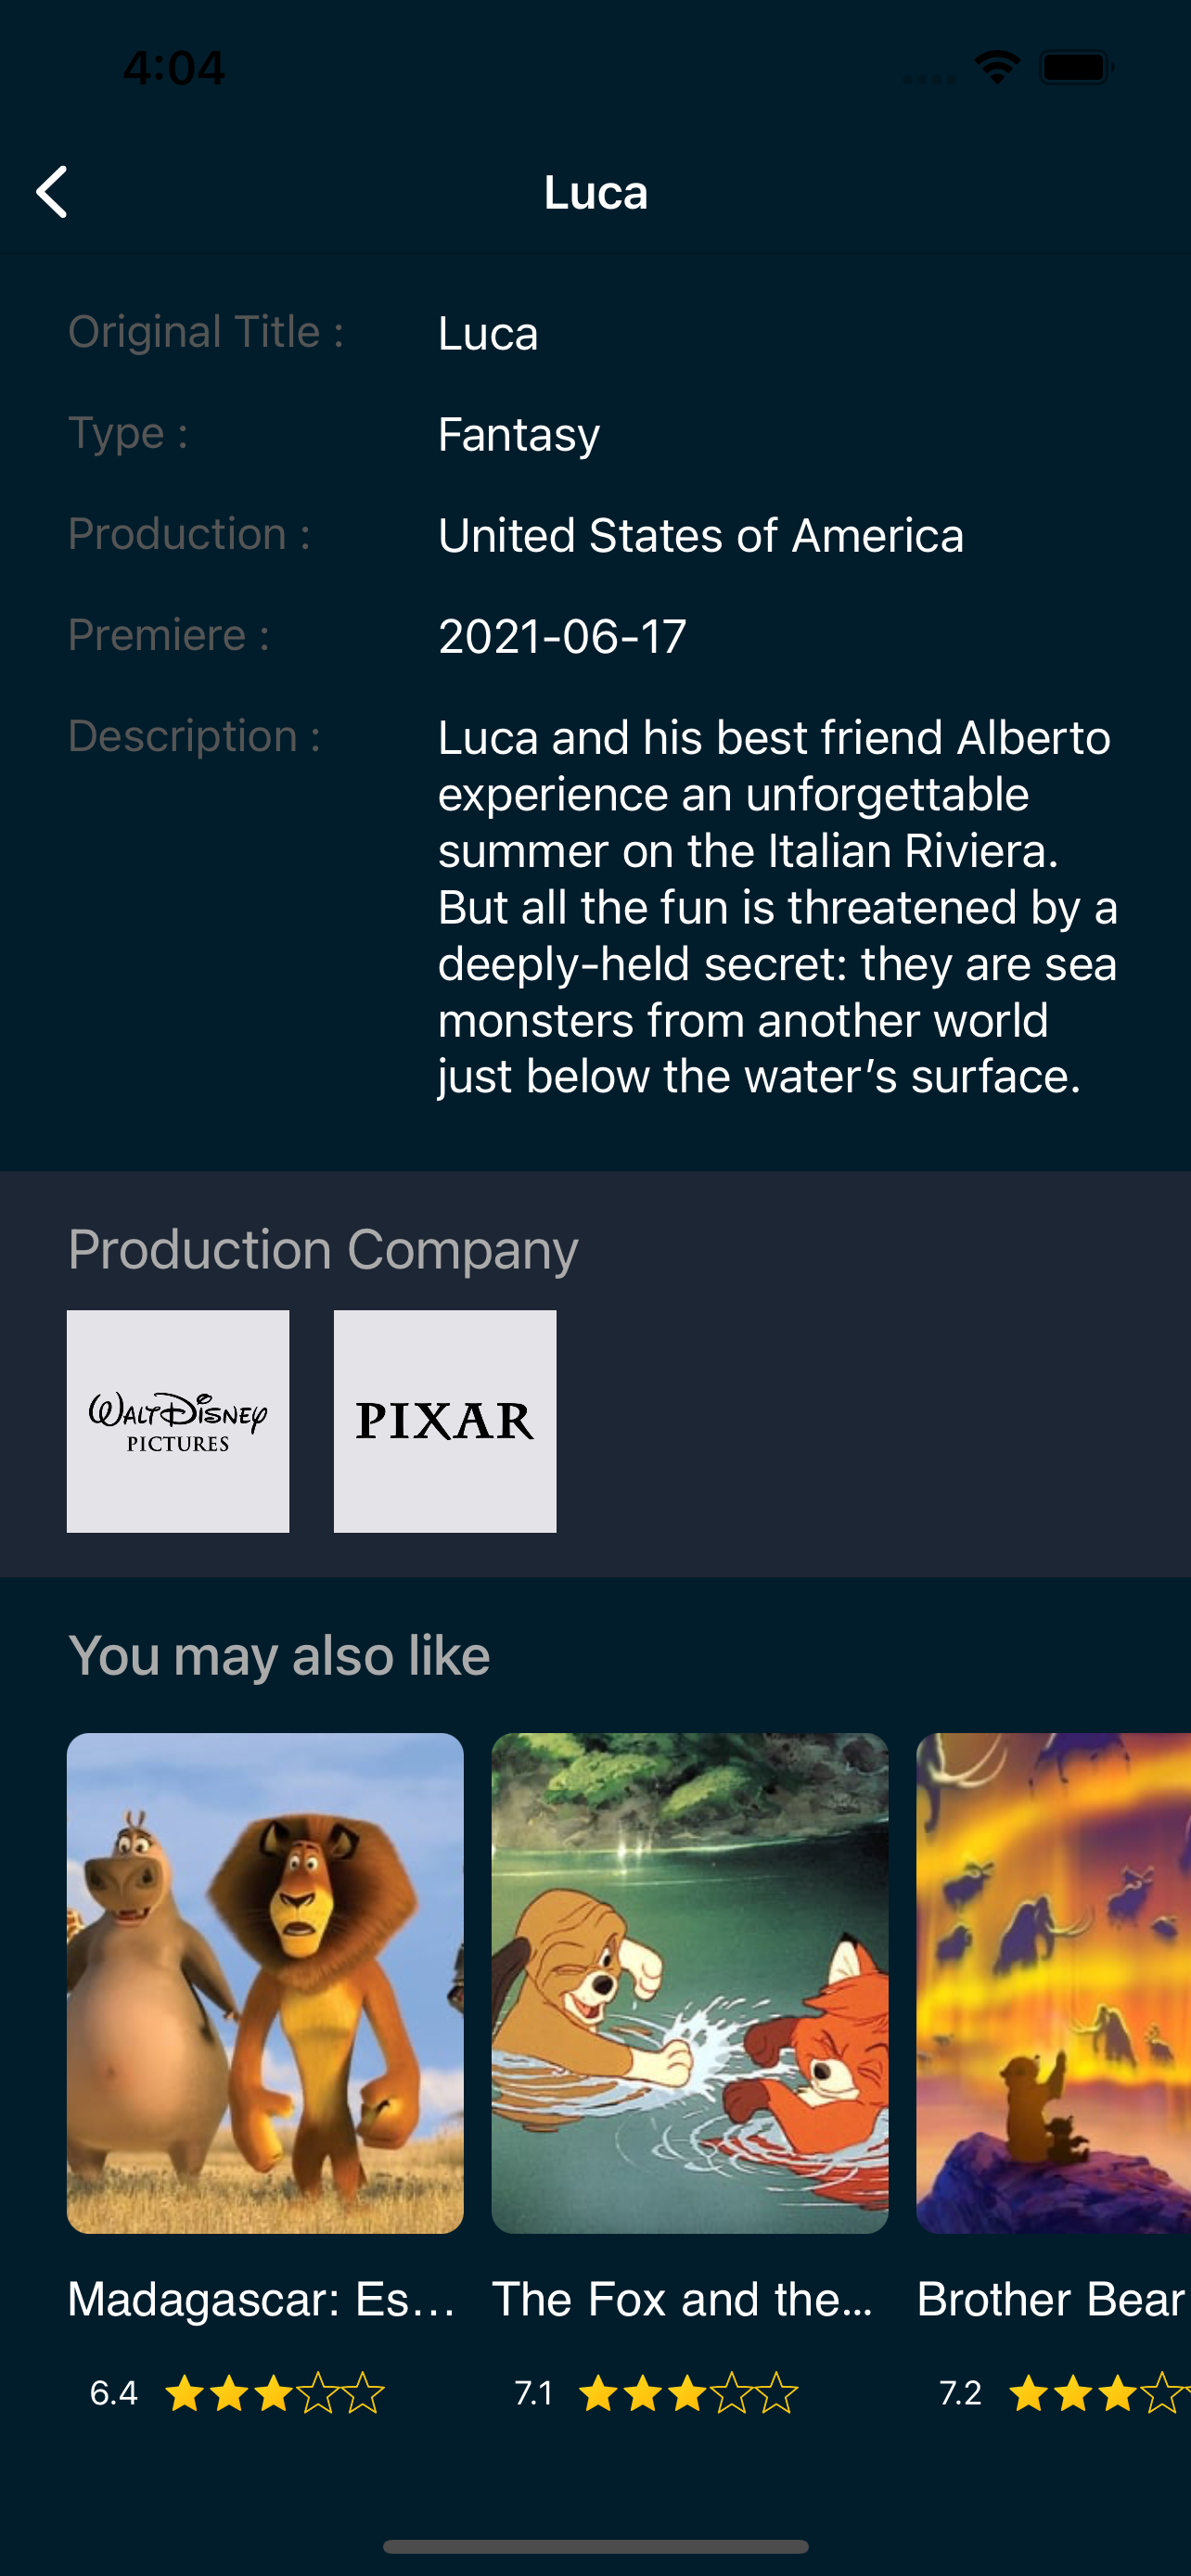 4:04
Luca
Original Title : Luca
Type : Fantasy
Production : United States of America
Premiere : 2021-06-17
Description : Luca and his best friend Alberto
experience an unforgettable
summer on the Italian Riviera.
But all the fun is threatened by a
deeply-held secret: they are sea
monsters from another world
just below the water’s surface.
Production Company
WALT DISNEY
PICTURES
PIXAR
You may also like
Madagascar: Es... The Fox and the... Brother Bear
6.4 7.1 7.2